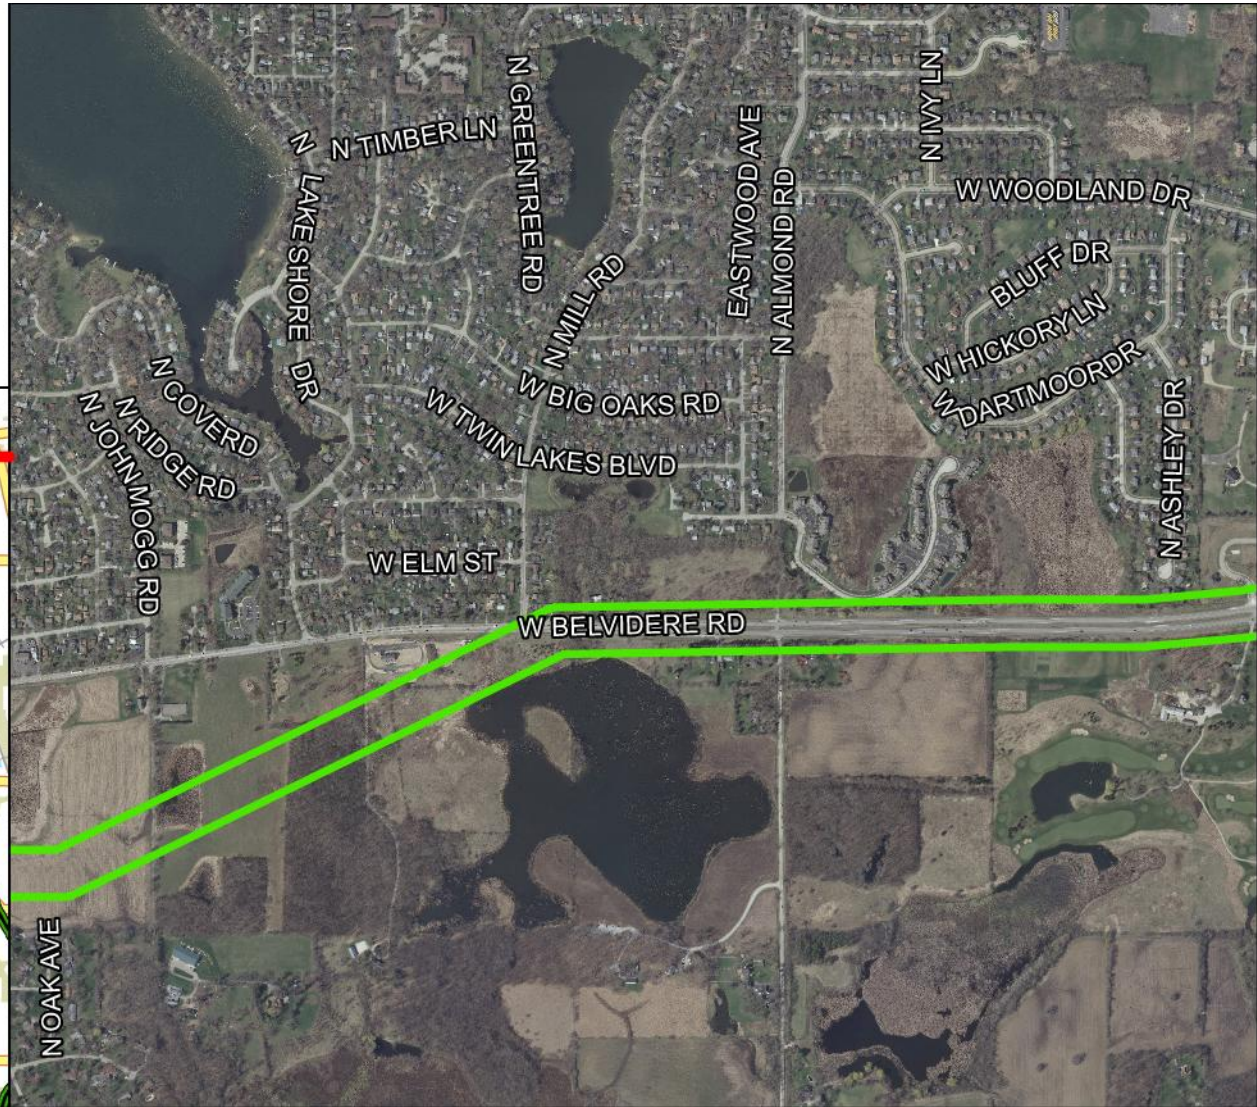 N GREENTREE RD
N IVY LN
N TIMBER LN
N LAKE SHORE DR
EASTWOOD AVE
N ALMOND RD
W WOODLAND DR
BLUFF DR
N MILL RD
W HICKORY LN
W DARTMOOR DR
N COVE RD
N RIDGE RD
N JOHN MOGG RD
W BIG OAKS RD
W TWIN LAKES BLVD
N ASHLEY DR
W ELM ST
W BELVIDERE RD
N OAK AVE